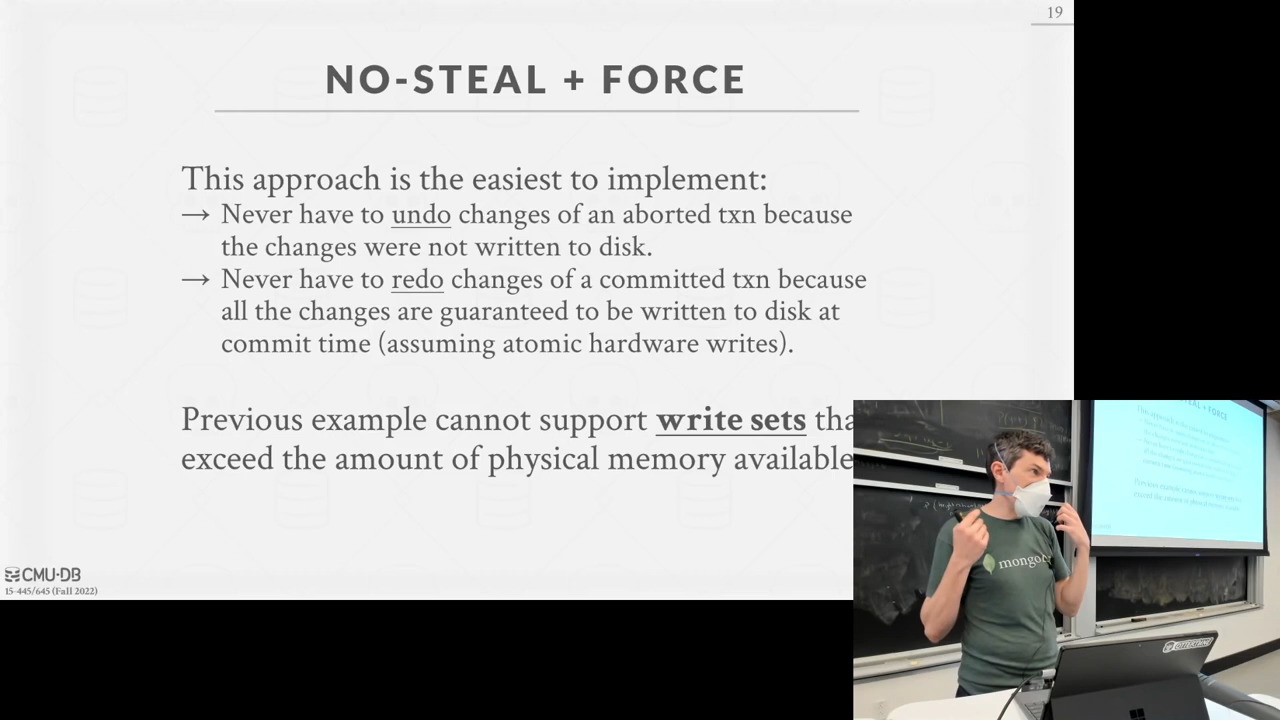 19
NO-STEAL + FORCE
This approach is the easiest to implement:
→ Never have to undo changes of an aborted txn because
the changes were not written to disk.
→ Never have to redo changes of a committed txn because
all the changes are guaranteed to be written to disk at
commit time (assuming atomic hardware writes).
Previous example cannot support write sets tha
exceed the amount of physical memory available
CMU·DB
15-445/645 (Fall 2022)
mongo